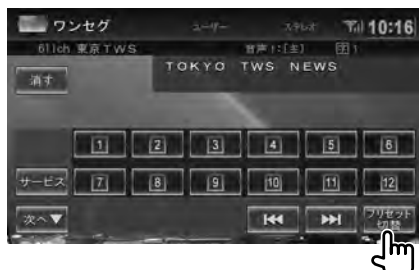 ワンセグ ユーザー ステレオ 10:16
611ch 東京TWS 音声1:[主] 字1
消す TOKYO TWS NEWS
1 2 3 4 5 6
サービス 7 8 9 10 11 12
次へ▼ プリセット切替